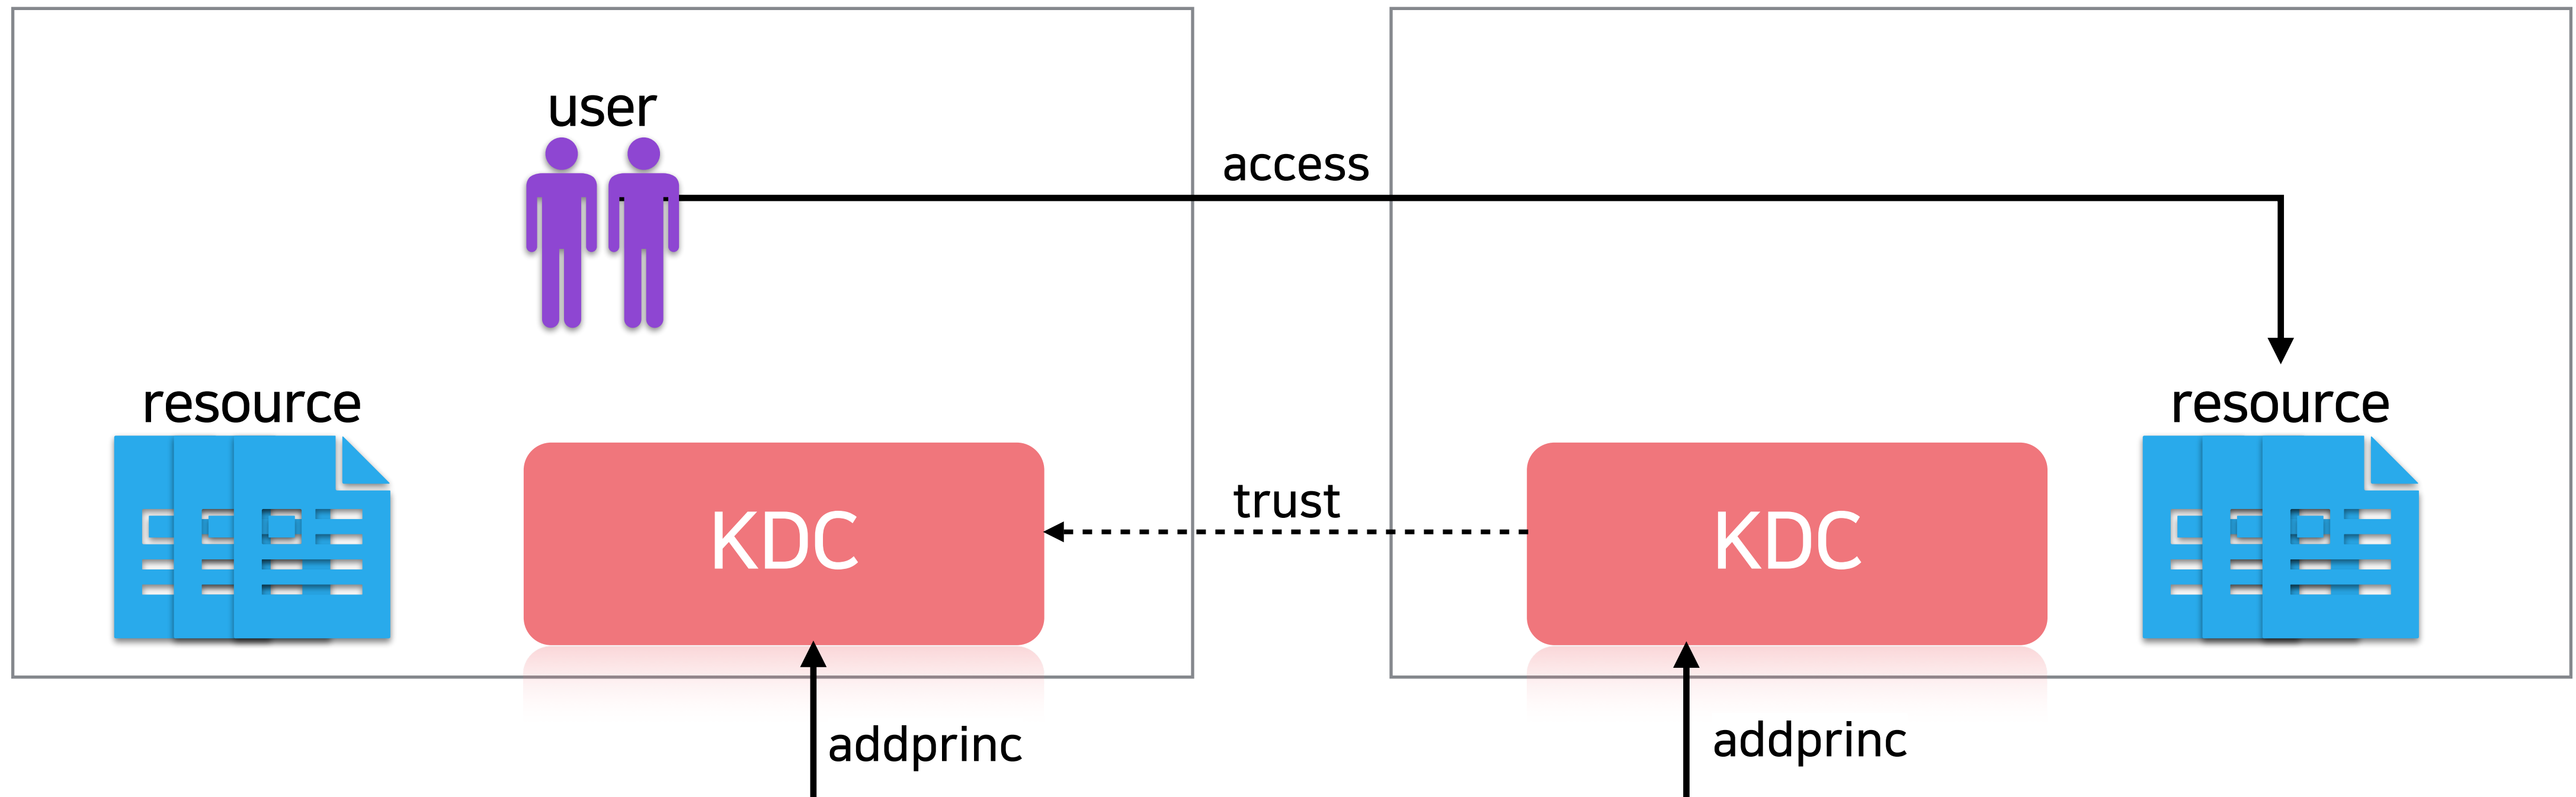 user
access
resource
resource
KDC
trust
KDC
addprinc
addprinc